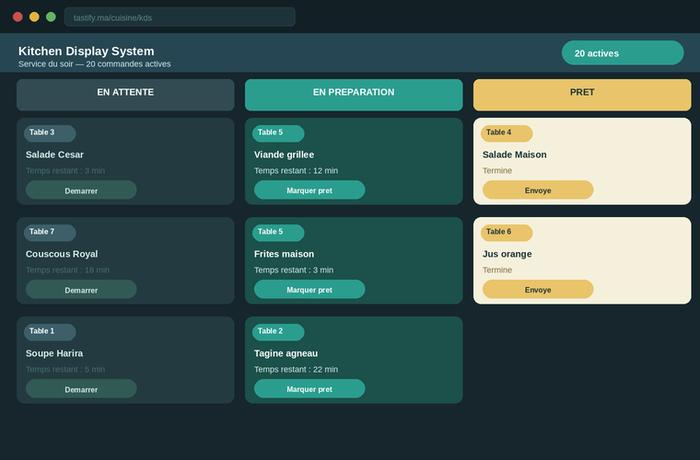 tastify.ma/cuisine/kds
Kitchen Display System
Service du soir — 20 commandes actives
20 actives
EN ATTENTE
Table 3
Salade Cesar
Temps restant : 3 min
Demarrer
Table 7
Couscous Royal
Temps restant : 18 min
Demarrer
Table 1
Soupe Harira
Temps restant : 5 min
Demarrer
EN PREPARATION
Table 5
Viande grillee
Temps restant : 12 min
Marquer pret
Table 5
Frites maison
Temps restant : 3 min
Marquer pret
Table 2
Tagine agneau
Temps restant : 22 min
Marquer pret
PRET
Table 4
Salade Maison
Termine
Envoye
Table 6
Jus orange
Termine
Envoye